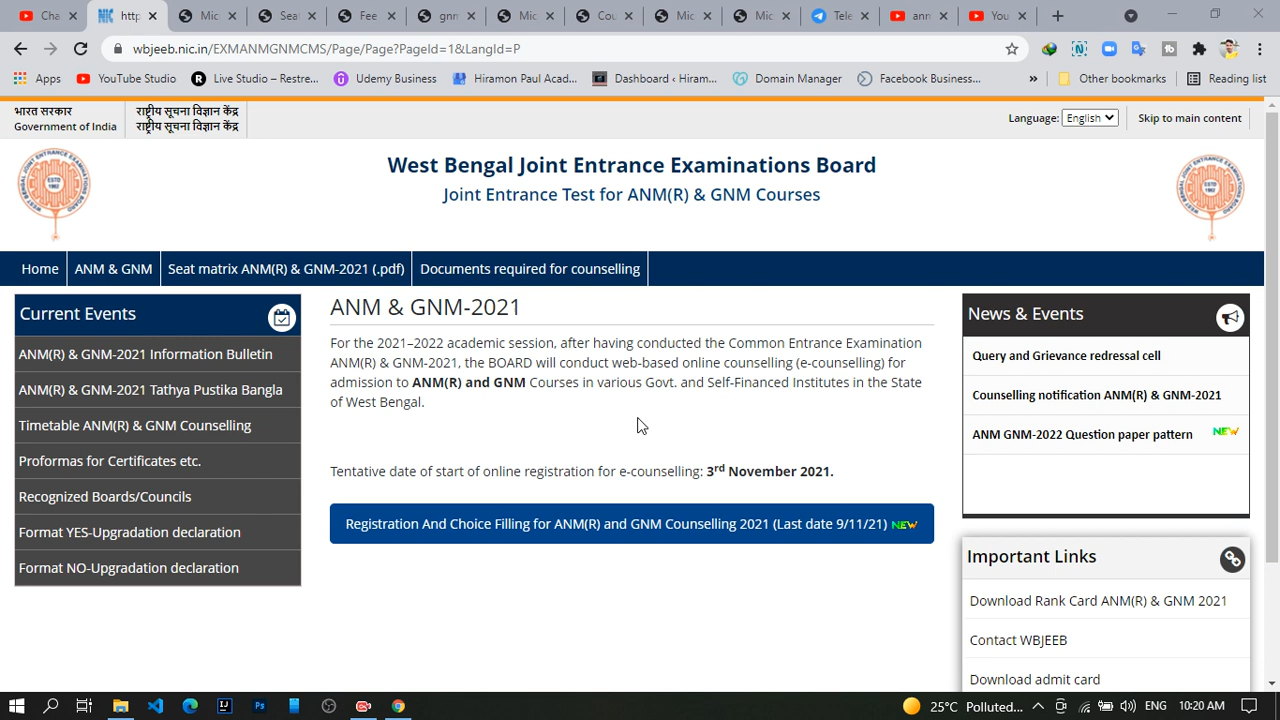 Cha
http
Mic
Seat
Fee
gnm
Mic
Cou
Mic
Mic
Tele
ann
You
wbjeeb.nic.in/EXMANMGNMCMS/Page/Page?PageId=1&LangId=P
Apps
YouTube Studio
Live Studio – Restre...
Udemy Business
Hiramon Paul Acad...
Dashboard ‹ Hiram...
Domain Manager
Facebook Business...
»
Other bookmarks
Reading list
भारत सरकार
Government of India
राष्ट्रीय सूचना विज्ञान केंद्र
राष्ट्रीय सूचना विज्ञान केंद्र
Language: English
Skip to main content
West Bengal Joint Entrance Examinations Board
Joint Entrance Test for ANM(R) & GNM Courses
Home
ANM & GNM
Seat matrix ANM(R) & GNM-2021 (.pdf)
Documents required for counselling
Current Events
ANM(R) & GNM-2021 Information Bulletin
ANM(R) & GNM-2021 Tathya Pustika Bangla
Timetable ANM(R) & GNM Counselling
Proformas for Certificates etc.
Recognized Boards/Councils
Format YES-Upgradation declaration
Format NO-Upgradation declaration
ANM & GNM-2021
For the 2021–2022 academic session, after having conducted the Common Entrance Examination
ANM(R) & GNM-2021, the BOARD will conduct web-based online counselling (e-counselling) for
admission to ANM(R) and GNM Courses in various Govt. and Self-Financed Institutes in the State
of West Bengal.
Tentative date of start of online registration for e-counselling: 3rd November 2021.
Registration And Choice Filling for ANM(R) and GNM Counselling 2021 (Last date 9/11/21) NEW
News & Events
Query and Grievance redressal cell
Counselling notification ANM(R) & GNM-2021
ANM GNM-2022 Question paper pattern NEW
Important Links
Download Rank Card ANM(R) & GNM 2021
Contact WBJEEB
Download admit card
25°C Polluted...
ENG
10:20 AM